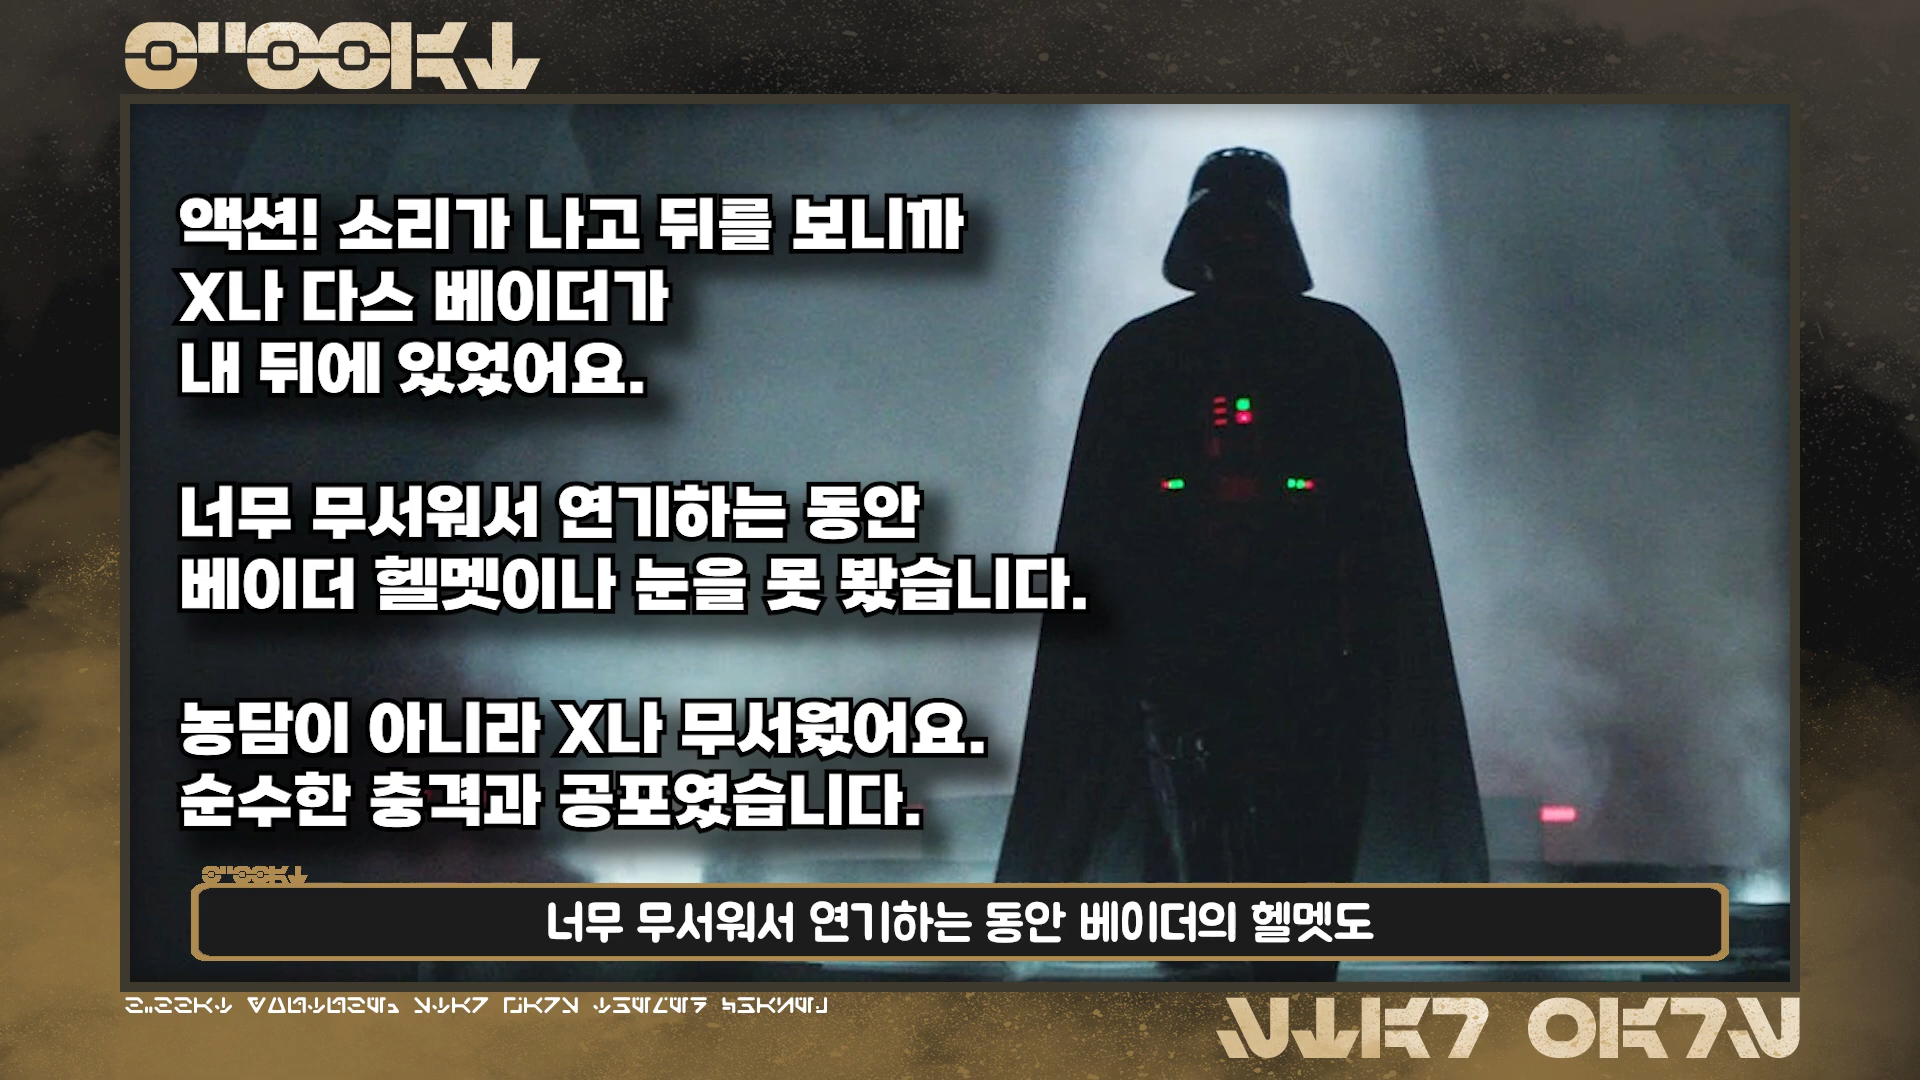 액션! 소리가 나고 뒤를 보니까
X나 다스 베이더가
내 뒤에 있었어요.
너무 무서워서 연기하는 동안
베이더 헬멧이나 눈을 못 봤습니다.
농담이 아니라 X나 무서웠어요.
순수한 충격과 공포였습니다.
너무 무서워서 연기하는 동안 베이더의 헬멧도